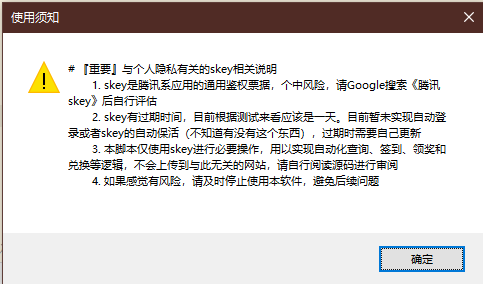 使用须知
# 『重要』与个人隐私有关的skey相关说明
1. skey是腾讯系应用的通用鉴权票据，个中风险，请Google搜索《腾讯
skey》后自行评估
2. skey有过期时间，目前根据测试来看应该是一天。目前暂未实现自动登
录或者skey的自动保活（不知道有没有这个东西），过期时需要自己更新
3. 本脚本仅使用skey进行必要操作，用以实现自动化查询、签到、领奖和
兑换等逻辑，不会上传到与此无关的网站，请自行阅读源码进行审阅
4. 如果感觉有风险，请及时停止使用本软件，避免后续问题
确定